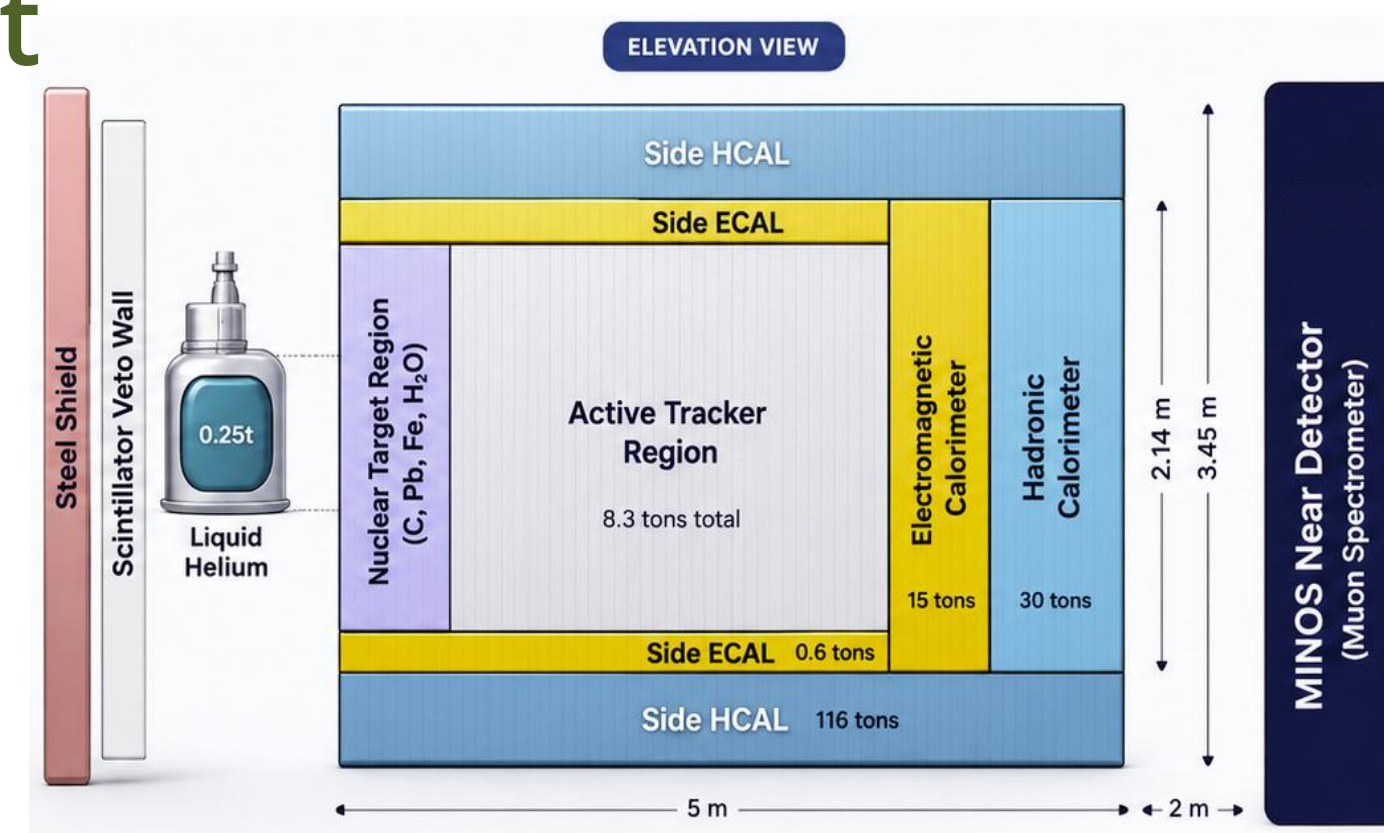 t
ELEVATION VIEW
Side HCAL
Side ECAL
Steel Shield
Scintillator Veto Wall
0.25t
Liquid
Helium
Nuclear Target Region
(C, Pb, Fe, H₂O)
Active Tracker
Region
8.3 tons total
Electromagnetic
Calorimeter
15 tons
Hadronic
Calorimeter
30 tons
2.14 m
3.45 m
MINOS Near Detector
(Muon Spectrometer)
Side ECAL 0.6 tons
Side HCAL 116 tons
5 m
2 m